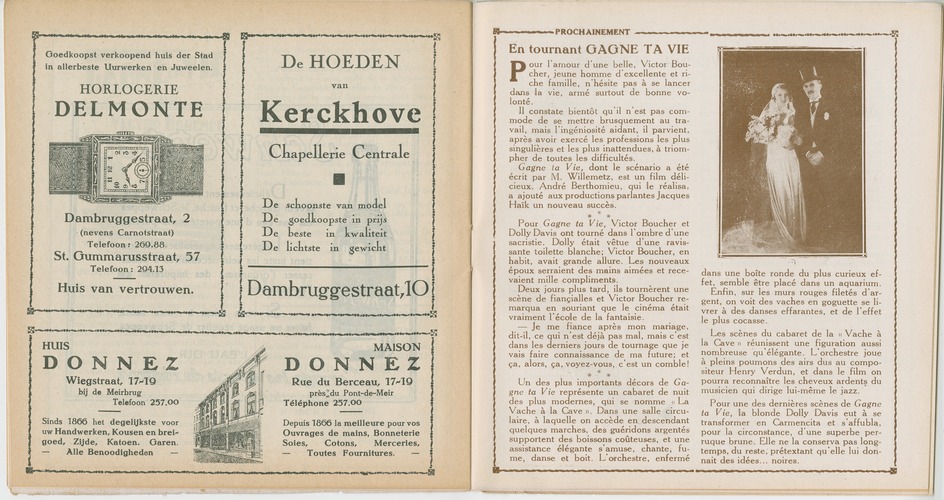 Goedkoopst verkoopend huis der Stad
in allerbeste Uurwerken en Juweelen.
HORLOGERIE
DELMONTE
Dambruggestraat, 2
(nevens Carnotstraat)
Telefoon: 260.88.
St. Gummarusstraat, 57
Telefoon: 294.13
Huis van vertrouwen.
De HOEDEN
van
Kerckhove
Chapellerie Centrale
De schoonste van model
De goedkoopste in prijs
De beste in kwaliteit
De lichtste in gewicht
Dambruggestraat,10
HUIS
DONNEZ
Wiegstraat, 17-19
bij de Meirbrug
Telefoon 257.00
Sinds 1866 het degelijkste voor
uw Handwerken, Kousen en brei-
goed, Zijde, Katoen. Garen.
— Alle Benoodigheden —
MAISON
DONNEZ
Rue du Berceau, 17-19
près du Pont-de-Meir
Téléphone 257.00
Depuis 1866 la meilleure pour vos
Ouvrages de mains, Bonneterie
Soies, Cotons, Merceries,
— Toutes Fournitures. —
PROCHAINEMENT
En tournant GAGNE TA VIE
Pour l'amour d'une belle, Victor Bou-
cher, jeune homme d'excellente et ri-
che famille, n'hésite pas à se lancer
dans la vie, armé surtout de bonne vo-
lonté.
Il constate bientôt qu'il n'est pas com-
mode de se mettre brusquement au tra-
vail, mais l'ingéniosité aidant, il parvient,
après avoir exercé les professions les plus
singulières et les plus inattendues, à triom-
pher de toutes les difficultés.
Gagne ta Vie, dont le scénario a été
écrit par M. Willemetz, est un film déli-
cieux. André Berthomieu, qui le réalisa,
a ajouté aux productions parlantes Jacques
Haïk un nouveau succès.
* * *
Pour Gagne ta Vie, Victor Boucher et
Dolly Davis ont tourné dans l'ombre d'une
sacristie. Dolly était vêtue d'une ravis-
sante toilette blanche; Victor Boucher, en
habit, avait grande allure. Les nouveaux
époux serraient des mains aimées et rece-
vaient mille compliments.
Deux jours plus tard, ils tournèrent une
scène de fiançialles et Victor Boucher re-
marqua en souriant que le cinéma était
vraiment l'école de la fantaisie.
— Je me fiance après mon mariage,
dit-il, ce qui n'est déjà pas mal, mais c'est
dans les derniers jours de tournage que je
vais faire connaissance de ma future; et
ça, alors, ça, voyez-vous, c'est un comble!
* * *
Un des plus importants décors de Ga-
gne ta Vie représente un cabaret de nuit
des plus modernes, qui se nomme « La
Vache à la Cave ». Dans une salle circu-
laire, à laquelle on accède en descendant
quelques marches, des guéridons argentés
supportent des boissons coûteuses, et une
assistance élégante s'amuse, chante, fu-
me, danse et boit. L'orchestre, enfermé
dans une boîte ronde du plus curieux ef-
fet, semble être placé dans un aquarium.
Enfin, sur les murs rouges filetés d'ar-
gent, on voit des vaches en goguette se li-
vrer à des danses effarantes, et de l'effet
le plus cocasse.
Les scènes du cabaret de la « Vache à
la Cave » réunissent une figuration aussi
nombreuse qu'élégante. L'orchestre joue
à pleins poumons des airs dus au compo-
siteur Henry Verdun, et dans le film on
pourra reconnaître les cheveux ardents du
musicien qui dirige lui-même le jazz.
Pour une des dernières scènes de Gagne
ta Vie, la blonde Dolly Davis eut à se
transformer en Carmencita et s'affubla,
pour la circonstance, d'une superbe per-
ruque brune. Elle ne la conserva pas long-
temps, du reste, prétextant qu'elle lui don-
nait des idées... noires.